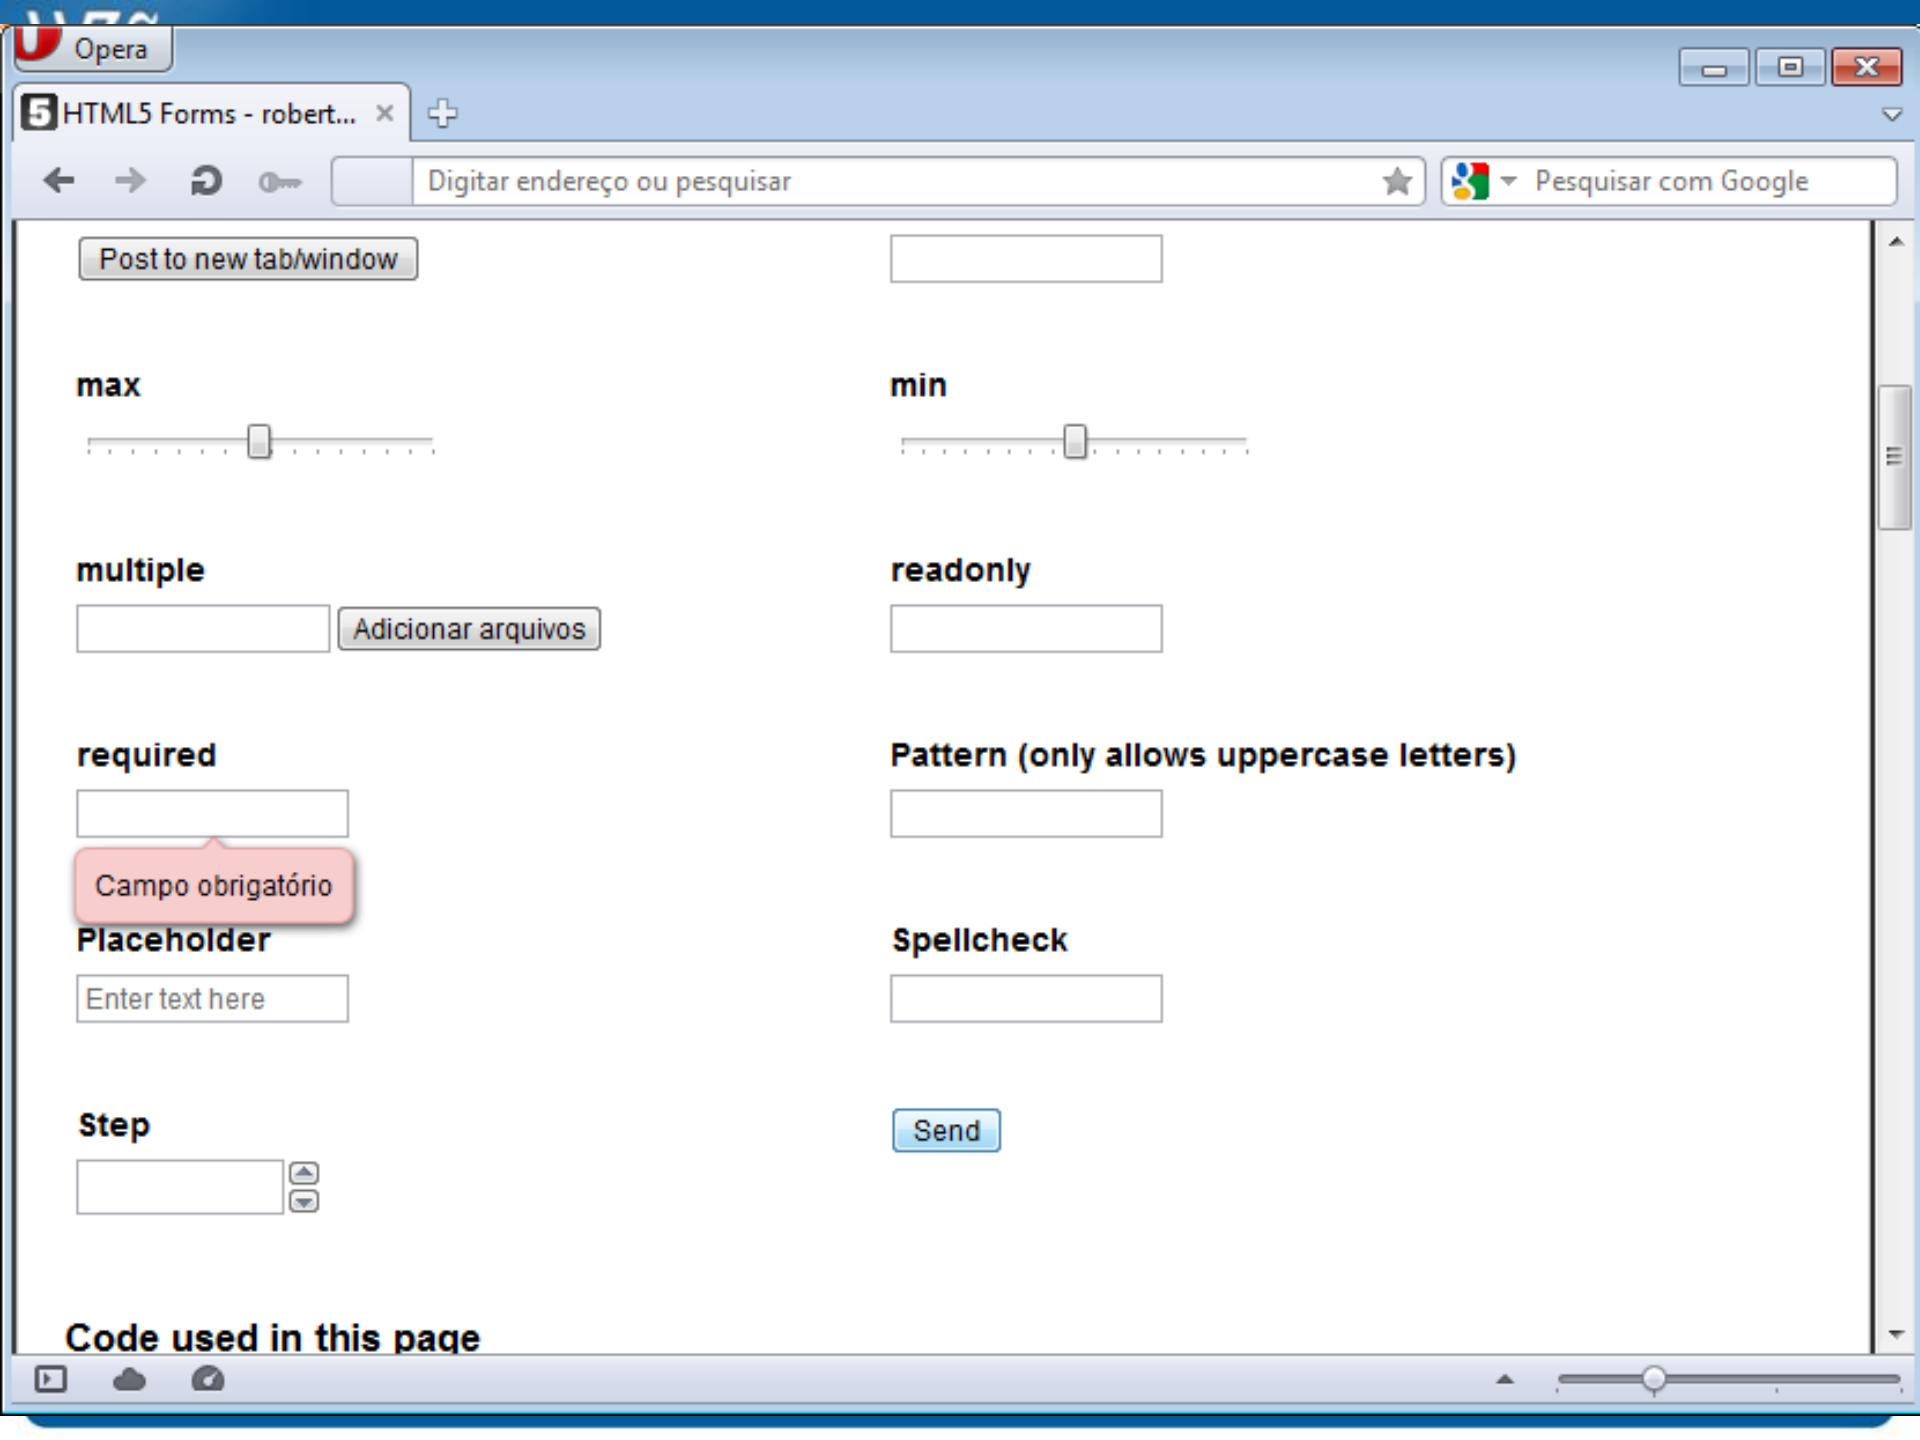 Opera
HTML5 Forms - robert...
Digitar endereço ou pesquisar
Pesquisar com Google
Post to new tab/window
max
min
multiple
readonly
Adicionar arquivos
required
Pattern (only allows uppercase letters)
Campo obrigatório
Placeholder
Spellcheck
Enter text here
Step
Send
Code used in this page